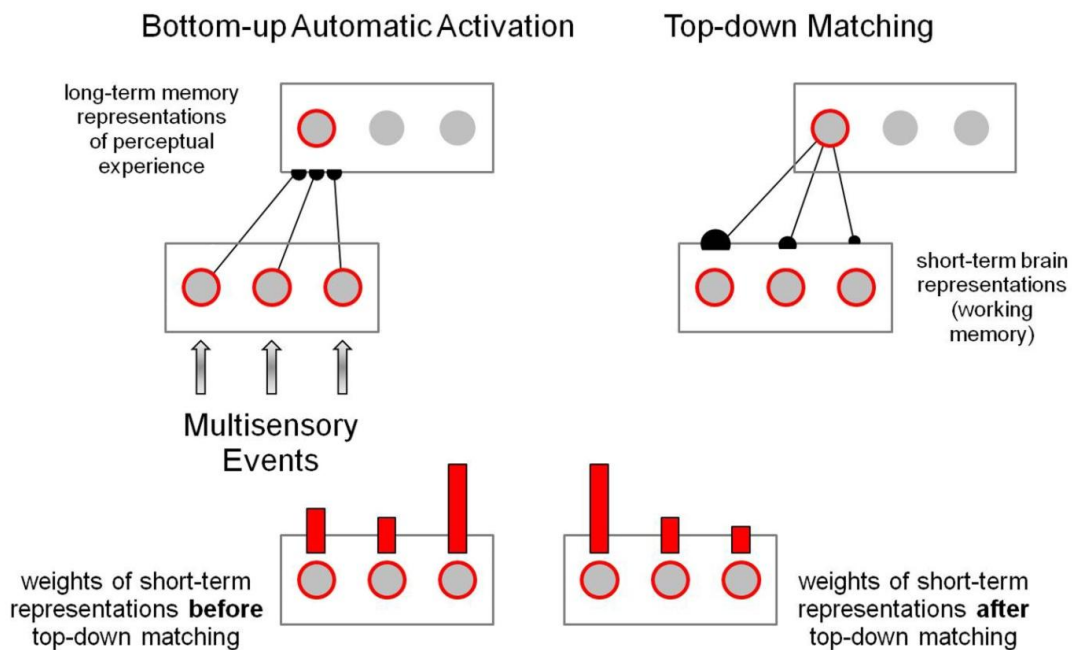 Bottom-up Automatic Activation
Top-down Matching
long-term memory
representations
of perceptual
experience
short-term brain
representations
(working
memory)
Multisensory
Events
weights of short-term
representations before
top-down matching
weights of short-term
representations after
top-down matching